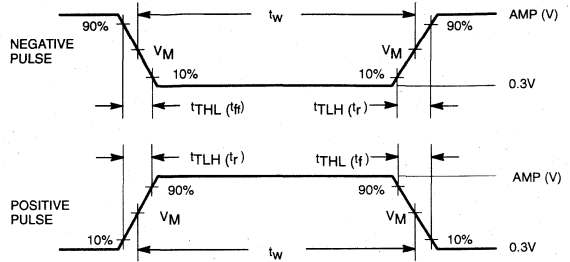 90% tw AMP (V)
NEGATIVE
PULSE
VM VM 90%
10% 10%
0.3V
tTHL (tff) tTLH (tr)
tTLH (tr) tTHL (tf)
AMP (V)
90% 90%
POSITIVE
PULSE
VM VM
10% 10%
tw 0.3V